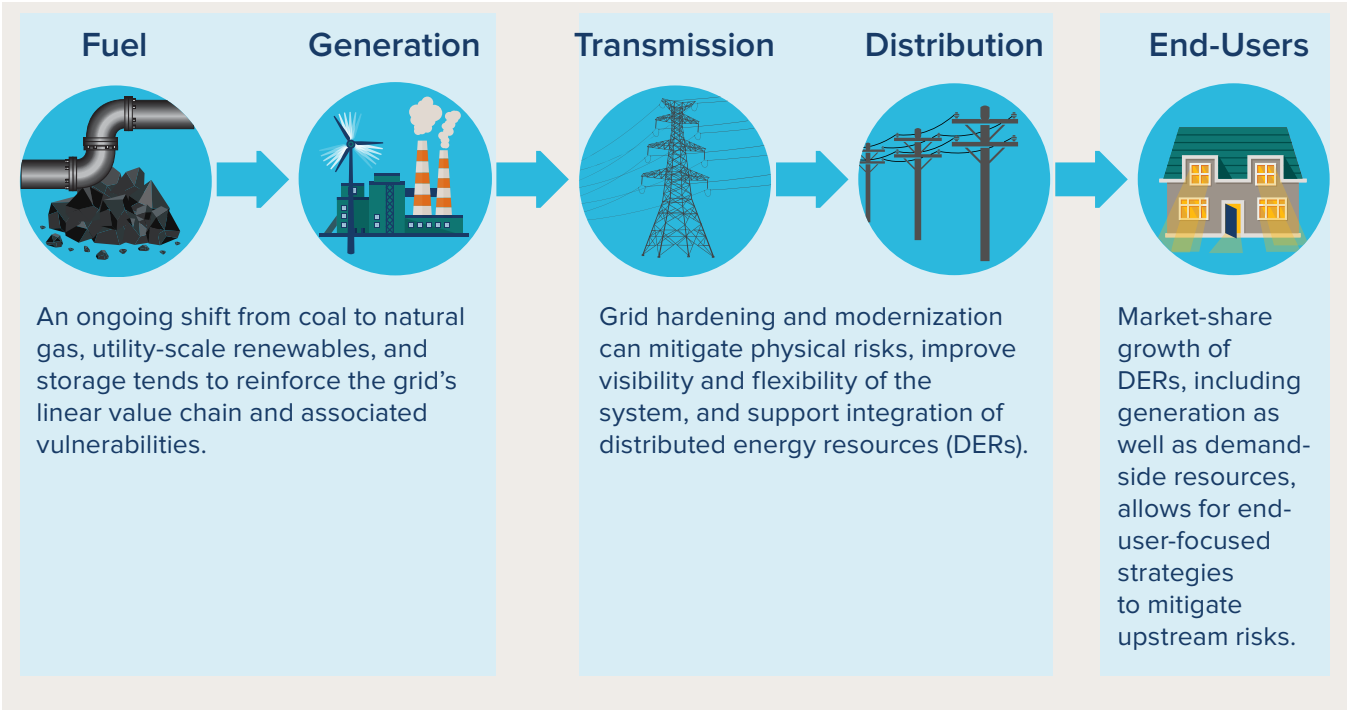 Fuel
Generation
Transmission
Distribution
End-Users
An ongoing shift from coal to natural
gas, utility-scale renewables, and
storage tends to reinforce the grid’s
linear value chain and associated
vulnerabilities.
Grid hardening and modernization
can mitigate physical risks, improve
visibility and flexibility of the
system, and support integration of
distributed energy resources (DERs).
Market-share
growth of
DERs, including
generation as
well as demand-
side resources,
allows for end-
user-focused
strategies
to mitigate
upstream risks.